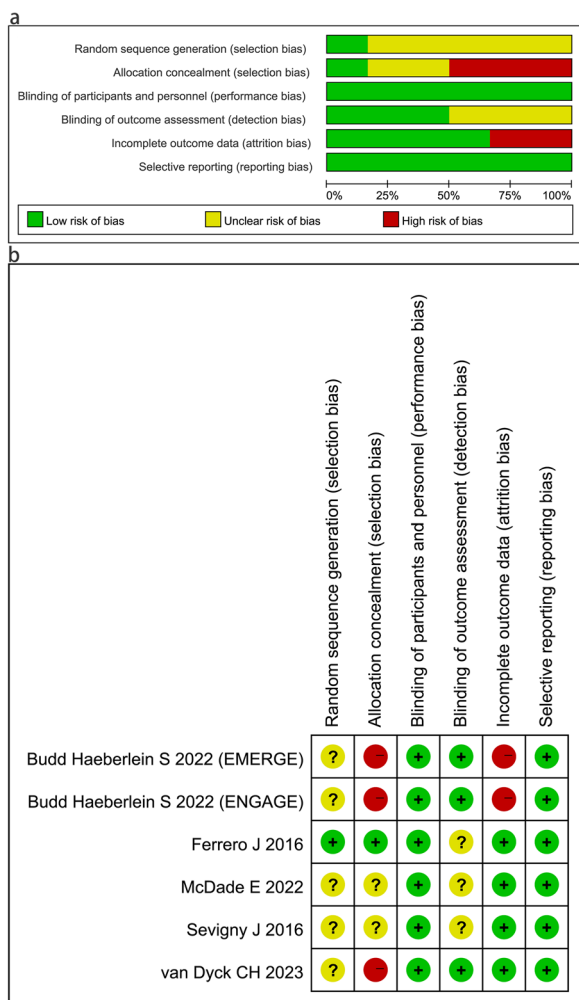 a
Random sequence generation (selection bias)
Allocation concealment (selection bias)
Blinding of participants and personnel (performance bias)
Blinding of outcome assessment (detection bias)
Incomplete outcome data (attrition bias)
Selective reporting (reporting bias)
0% 25% 50% 75% 100%
Low risk of bias Unclear risk of bias High risk of bias
b
Random sequence generation (selection bias)
Allocation concealment (selection bias)
Blinding of participants and personnel (performance bias)
Blinding of outcome assessment (detection bias)
Incomplete outcome data (attrition bias)
Selective reporting (reporting bias)
Budd Haeberlein S 2022 (EMERGE) ? - + + - +
Budd Haeberlein S 2022 (ENGAGE) ? - + + - +
Ferrero J 2016 + + + ? + +
McDade E 2022 ? ? + ? + +
Sevigny J 2016 ? ? + ? + +
van Dyck CH 2023 ? - + + + +